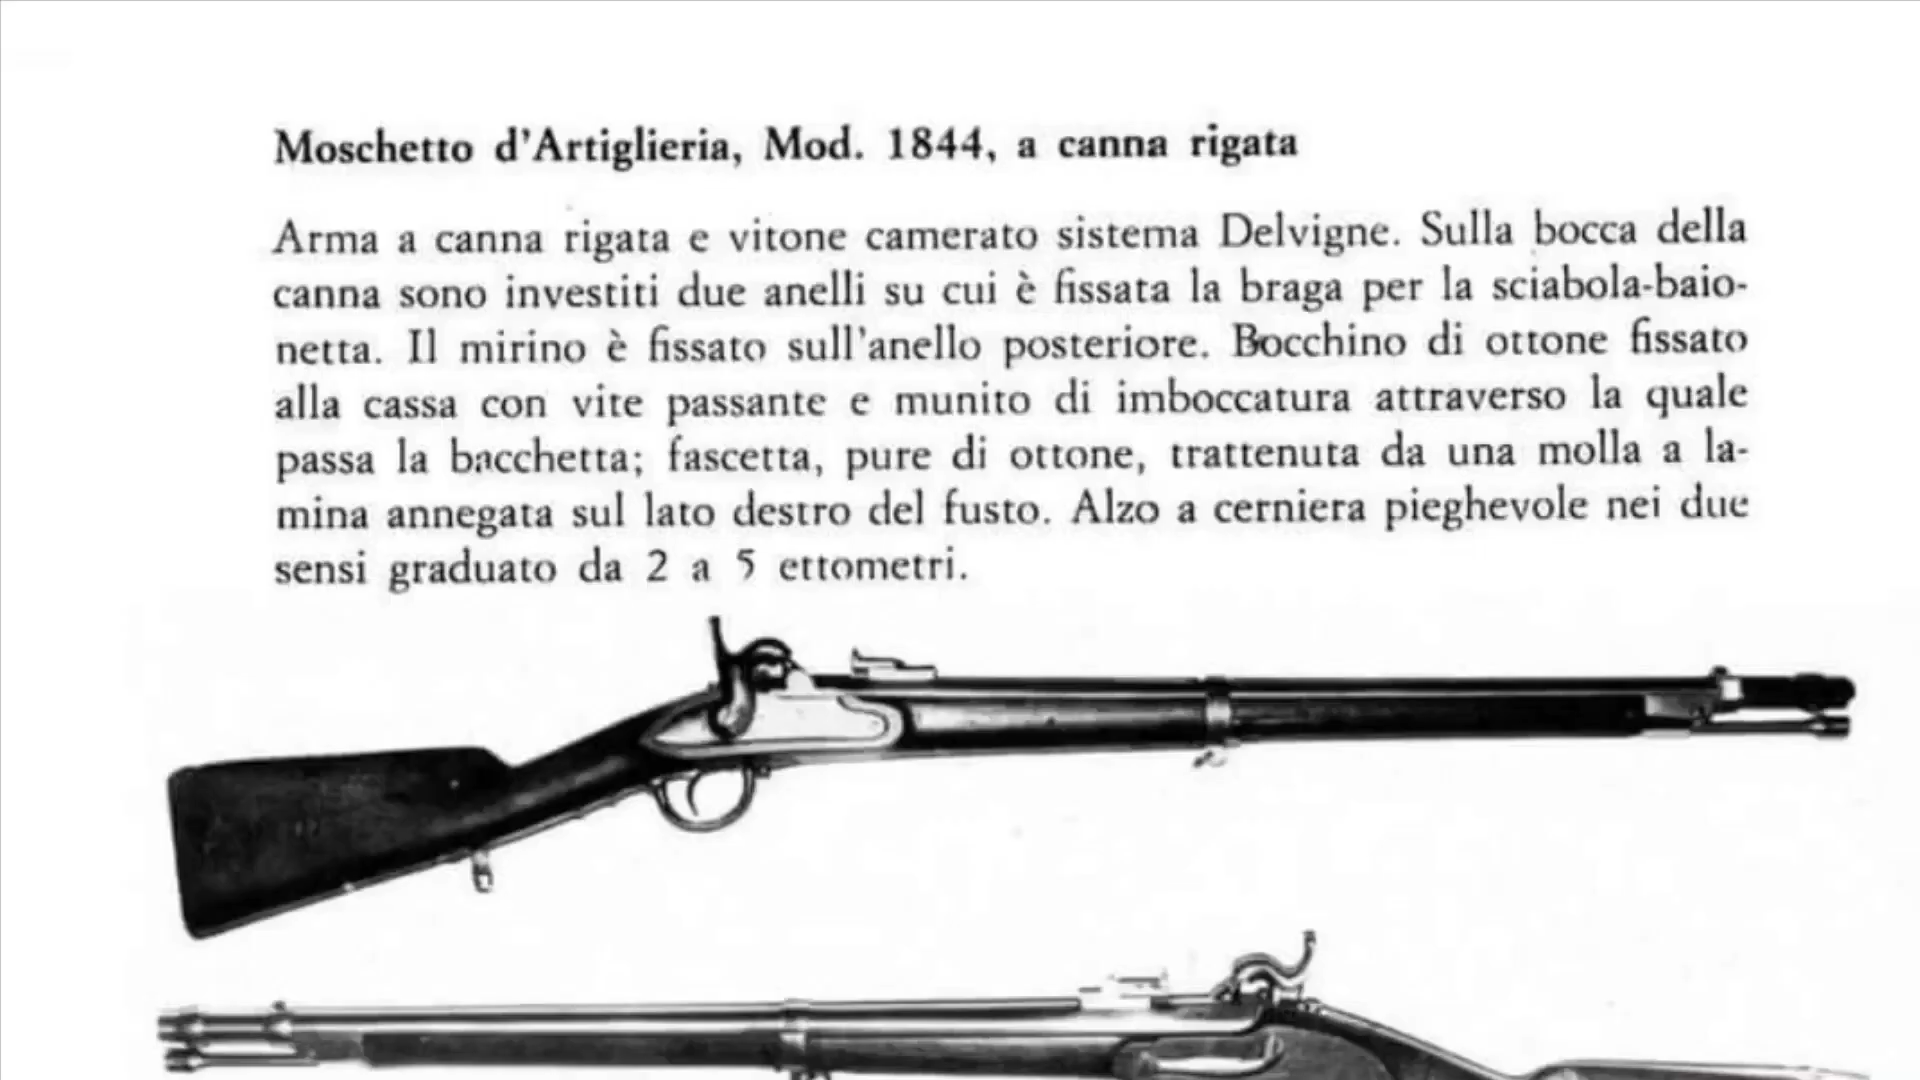 Moschetto d'Artiglieria, Mod. 1844, a canna rigata
Arma a canna rigata e vitone camerato sistema Delvigne. Sulla bocca della
canna sono investiti due anelli su cui è fissata la braga per la sciabola-baio-
netta. Il mirino è fissato sull'anello posteriore. Bocchino di ottone fissato
alla cassa con vite passante e munito di imboccatura attraverso la quale
passa la bacchetta; fascetta, pure di ottone, trattenuta da una molla a la-
mina annegata sul lato destro del fusto. Alzo a cerniera pieghevole nei due
sensi graduato da 2 a 5 ettometri.